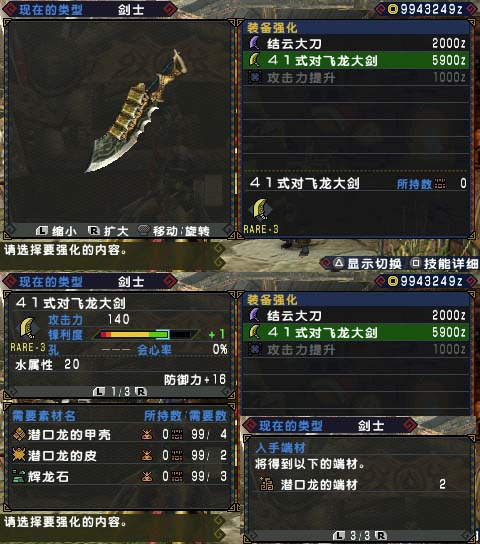 现在的类型 剑士
9943249z
装备强化
结云大刀 2000z
41式对飞龙大剑 5900z
攻击力提升 1000z
41式对飞龙大剑 所持数 0
RARE-3
L 缩小 R 扩大 移动/旋转
请选择要强化的内容。
△显示切换 □技能详细
现在的类型 剑士
9943249z
41式对飞龙大剑
攻击力 140
锋利度 +1
RARE-3
孔 --- 会心率 0%
水属性 20
防御力+16
L 1/3 R
装备强化
结云大刀 2000z
41式对飞龙大剑 5900z
攻击力提升 1000z
需要素材名 所持数/需要数
潜口龙的甲壳 0 99/ 4
潜口龙的皮 0 99/ 2
辉龙石 0 99/ 3
请选择要强化的内容。
现在的类型 剑士
入手端材
将得到以下的端材。
潜口龙的端材 2
L 3/3 R